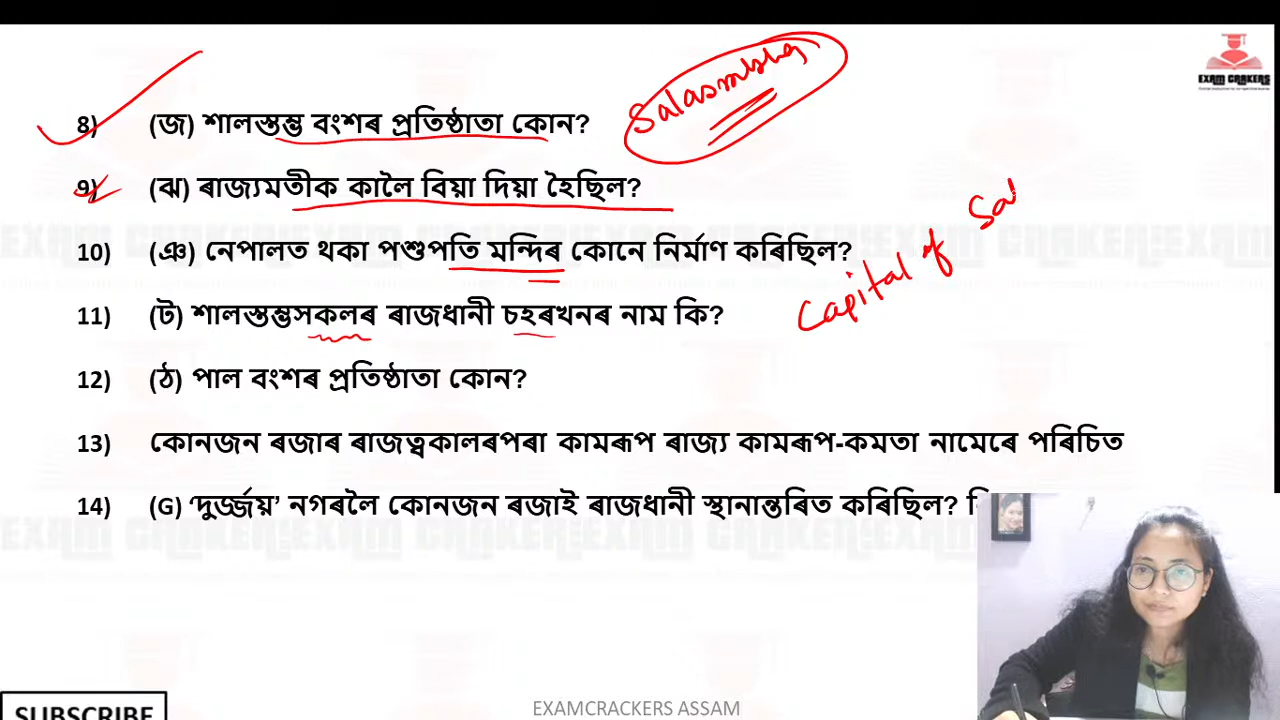 EXAM CRAKERS
Salasmbha
8) (জ) শালস্তম্ভ বংশৰ প্ৰতিষ্ঠাতা কোন?
9) (ঝ) ৰাজ্যমতীক কালৈ বিয়া দিয়া হৈছিল?
10) (ঞ) নেপালত থকা পশুপতি মন্দিৰ কোনে নিৰ্মাণ কৰিছিল?
Capital of Sal
11) (ট) শালস্তম্ভসকলৰ ৰাজধানী চহৰখনৰ নাম কি?
12) (ঠ) পাল বংশৰ প্ৰতিষ্ঠাতা কোন?
13) কোনজন ৰজাৰ ৰাজত্বকালৰপৰা কামৰূপ ৰাজ্য কামৰূপ-কমতা নামেৰে পৰিচিত
14) (G) ‘দুৰ্জ্জয়’ নগৰলৈ কোনজন ৰজাই ৰাজধানী স্থানান্তৰিত কৰিছিল?
SUBSCRIBE
EXAMCRACKERS ASSAM